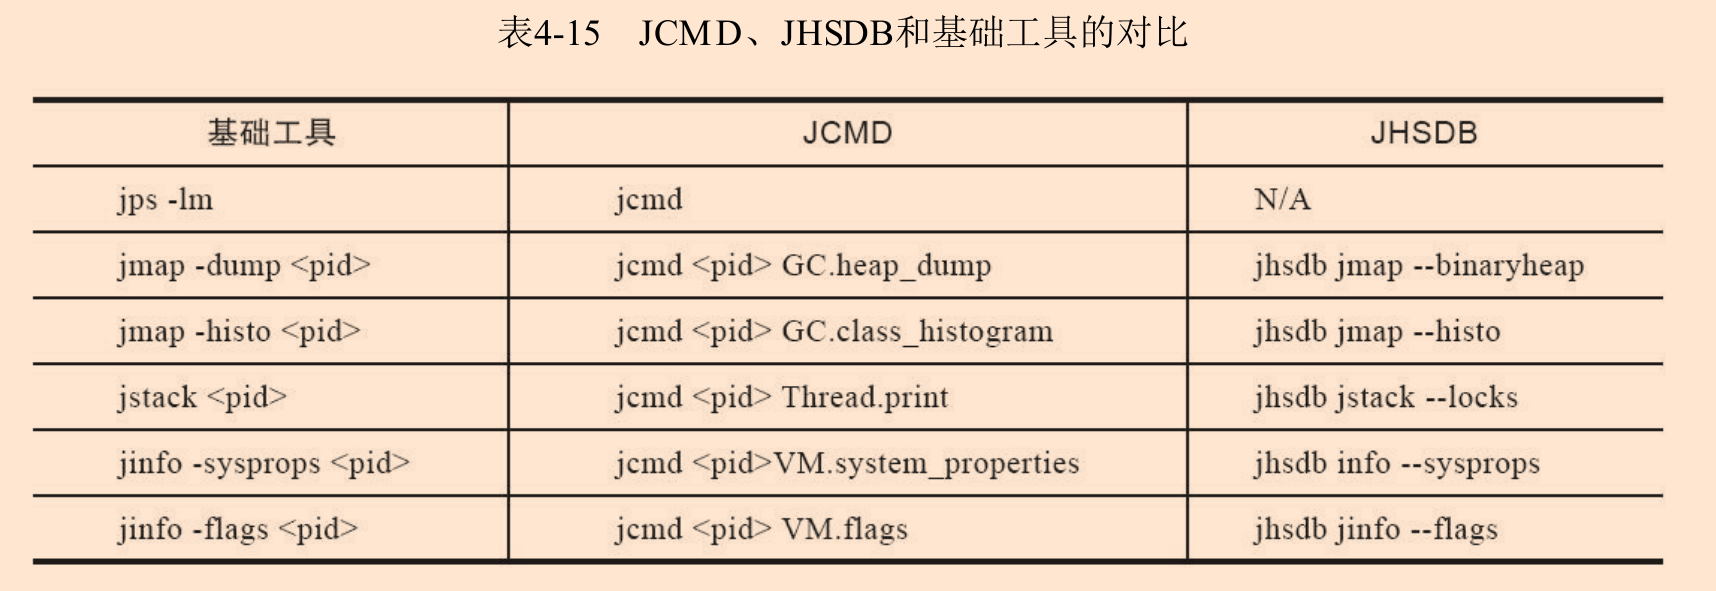 表4-15 JCMD、JHSDB和基础工具的对比
基础工具 JCMD JHSDB
jps -lm jcmd N/A
jmap -dump <pid> jcmd <pid> GC.heap_dump jhsdb jmap --binaryheap
jmap -histo <pid> jcmd <pid> GC.class_histogram jhsdb jmap --histo
jstack <pid> jcmd <pid> Thread.print jhsdb jstack --locks
jinfo -sysprops <pid> jcmd <pid>VM.system_properties jhsdb info --sysprops
jinfo -flags <pid> jcmd <pid> VM.flags jhsdb jinfo --flags